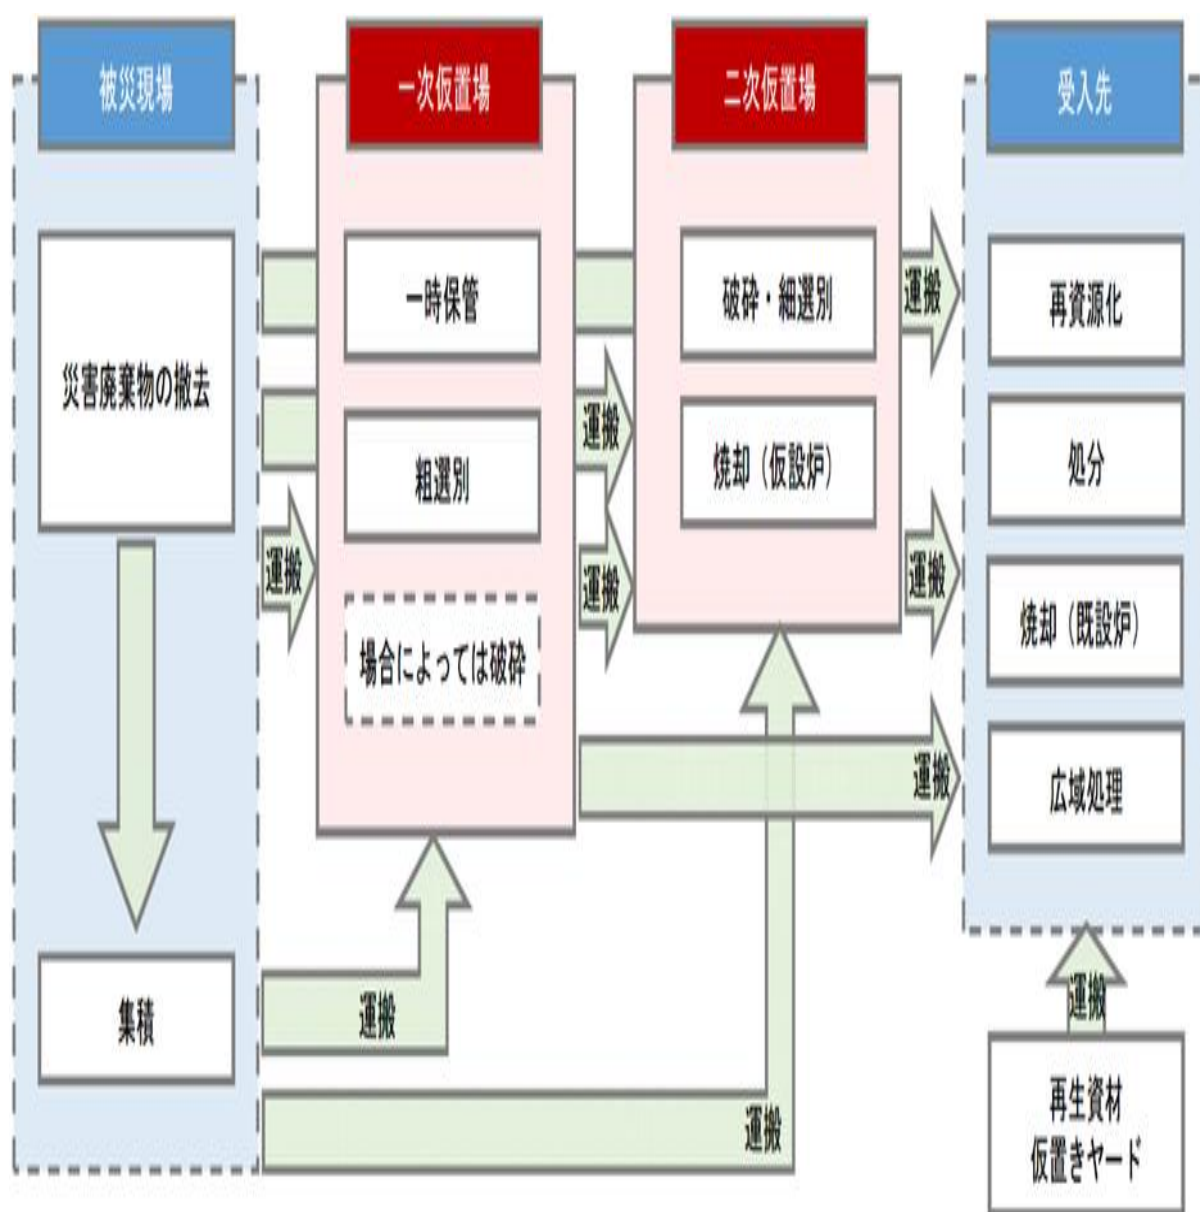 被災現場
災害廃棄物の撤去
集積
運搬
運搬
運搬
一次仮置場
一時保管
粗選別
場合によっては破砕
運搬
運搬
運搬
二次仮置場
破砕・細選別
焼却（仮設炉）
運搬
運搬
受入先
再資源化
処分
焼却（既設炉）
広域処理
運搬
再生資材
仮置きヤード